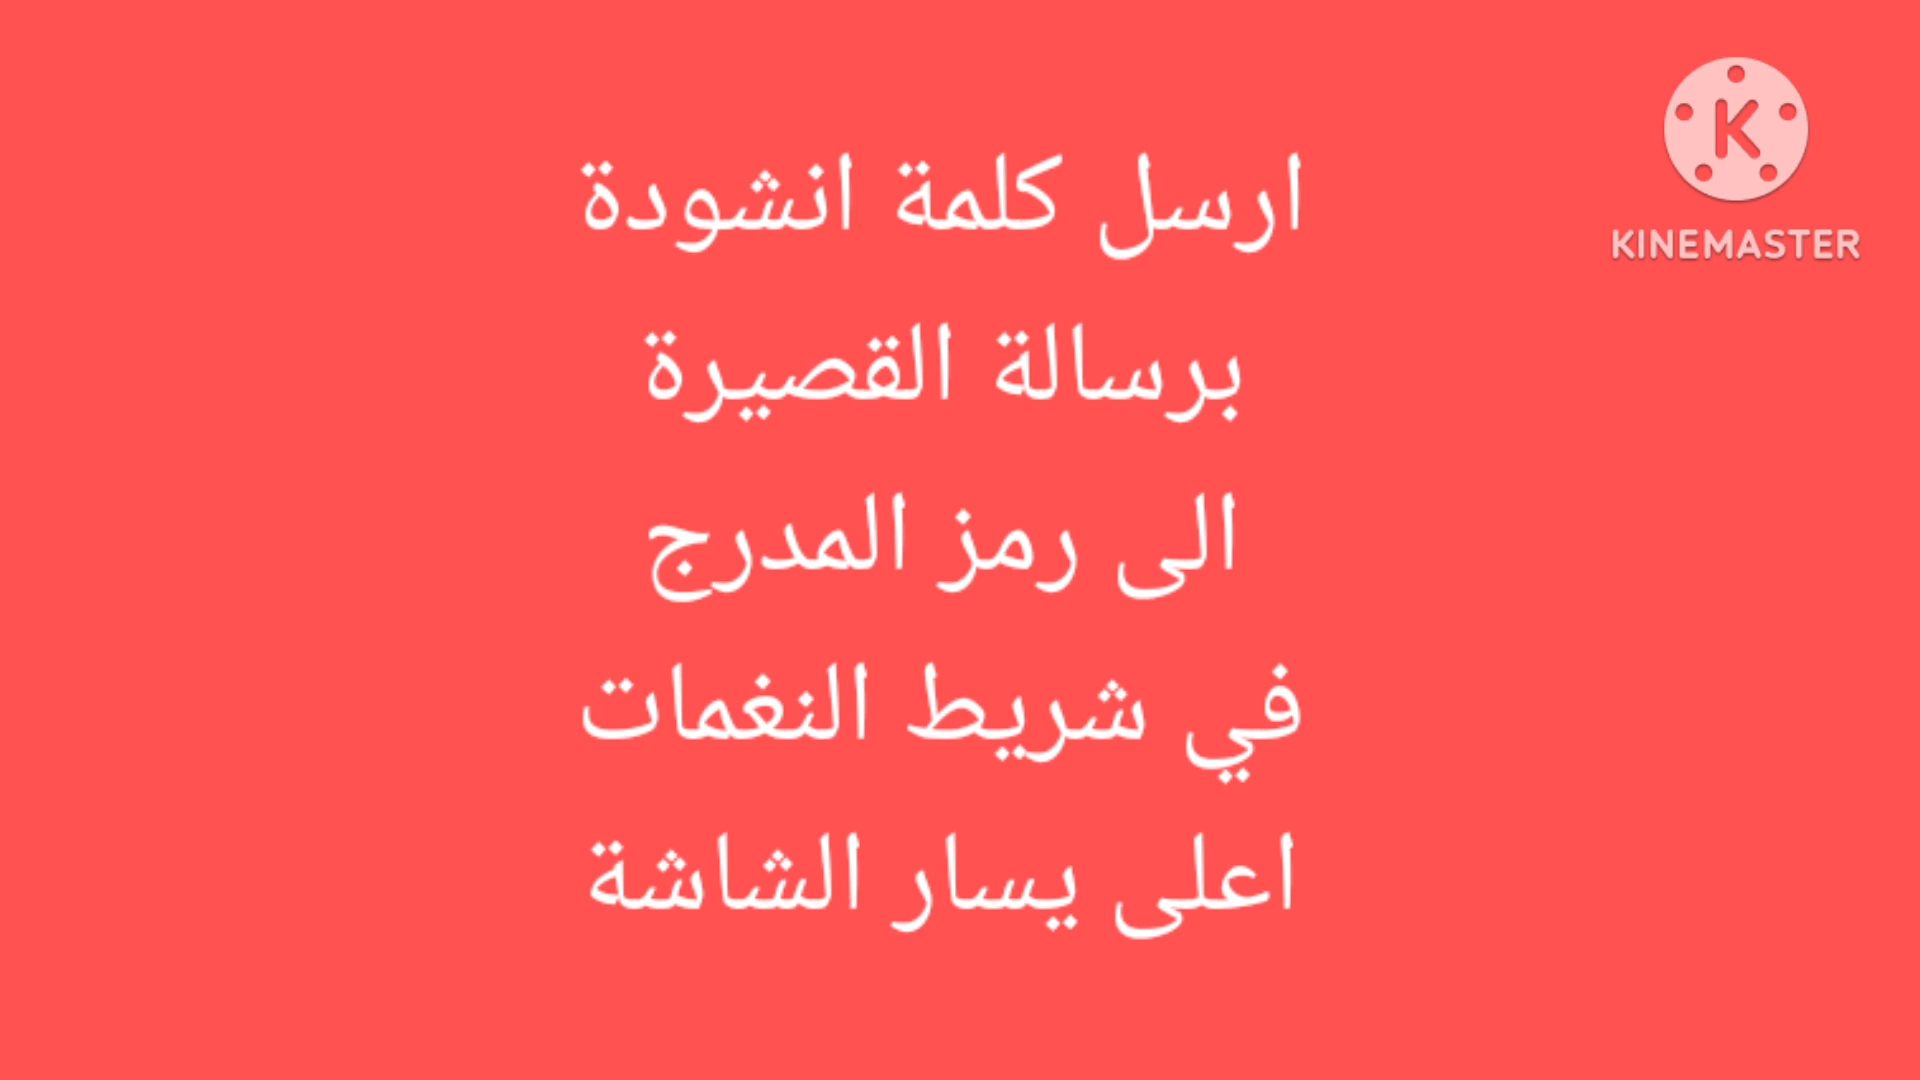 ارسل كلمة انشودة
برسالة القصيرة
الى رمز المدرج
في شريط النغمات
اعلى يسار الشاشة
K
KINEMASTER